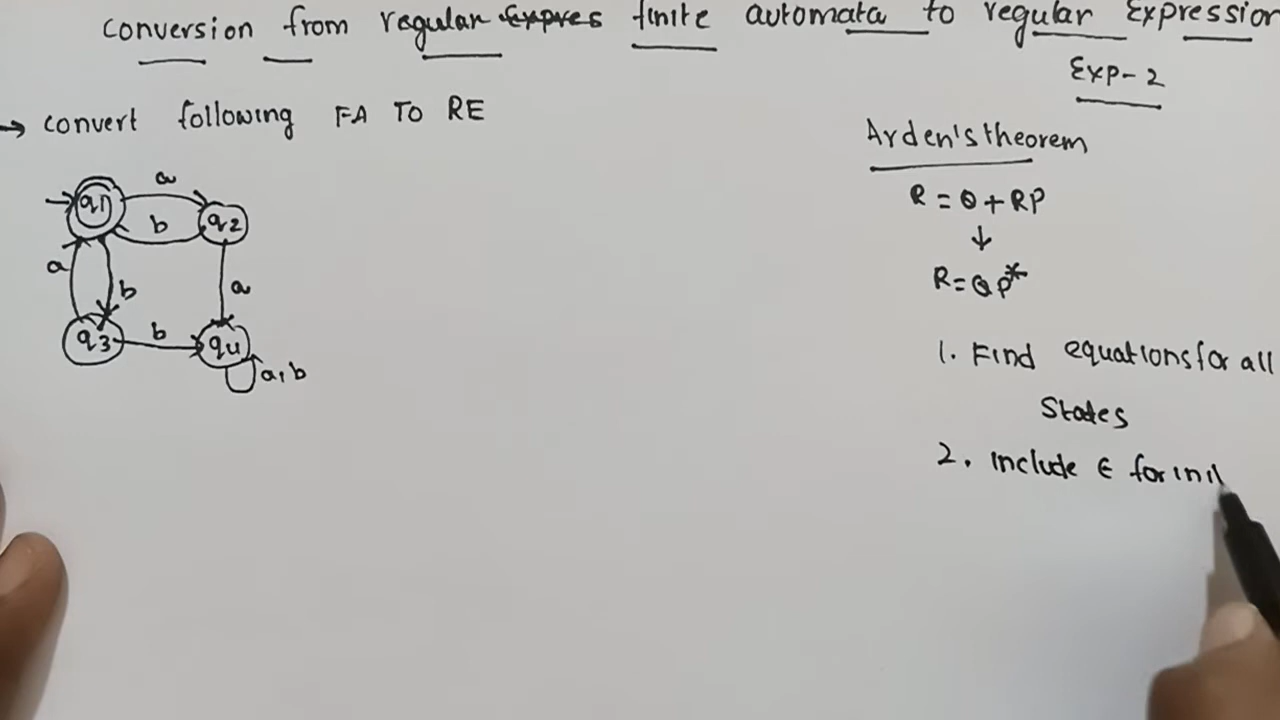 conversion from regular Expres finite automata to regular Expression
Exp-2
→ convert following FA TO RE
Arden's theorem
R = Q + RP
↓
R = QP*
1. Find equations for all
States
2. Include ε for ini
a
q1
b
q2
a
b
a
q3
b
q4
a,b